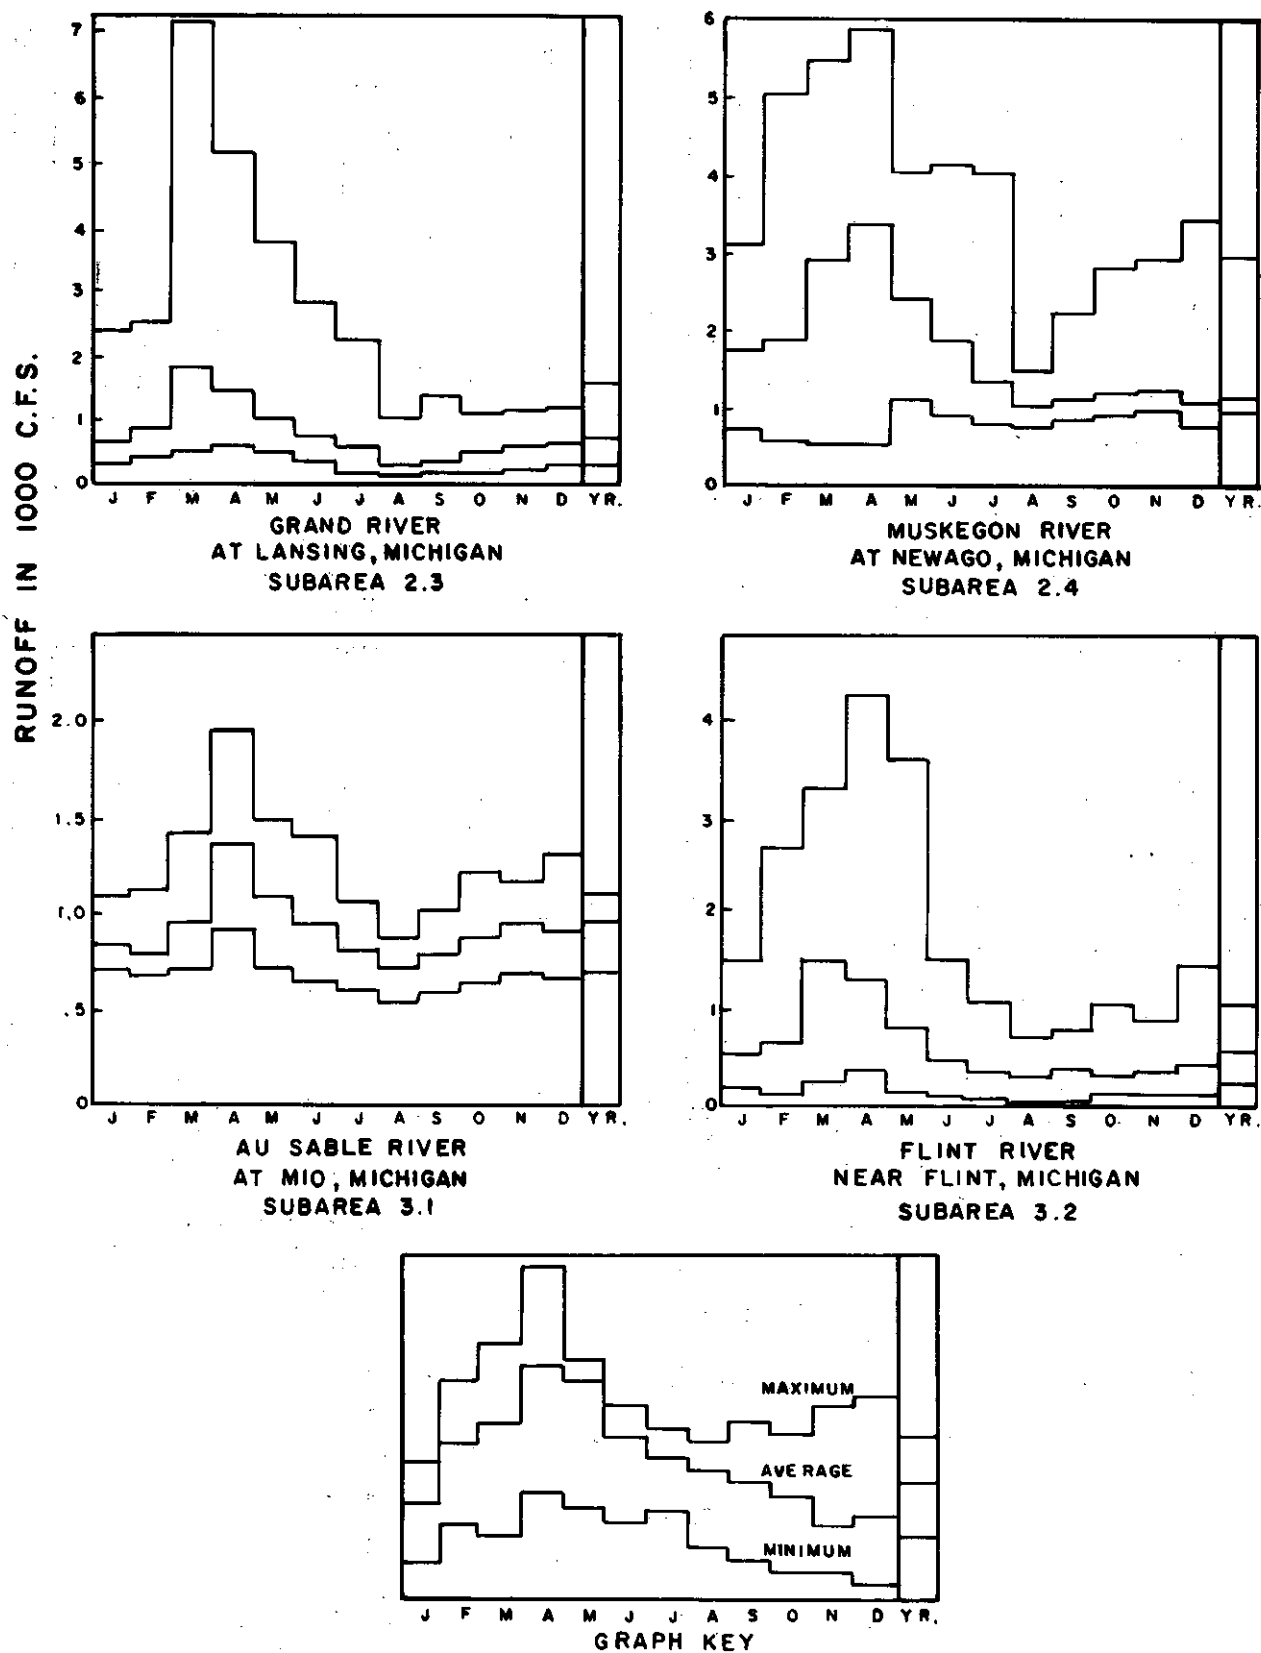 RUNOFF IN 1000 C.F.S.
7
6
5
4
3
2
1
0
J F M A M J J A S O N D YR.
GRAND RIVER
AT LANSING, MICHIGAN
SUBAREA 2.3
6
5
4
3
2
1
0
J F M A M J J A S O N D YR.
MUSKEGON RIVER
AT NEWAGO, MICHIGAN
SUBAREA 2.4
2.0
1.5
1.0
.5
0
J F M A M J J A S O N D YR.
AU SABLE RIVER
AT MIO, MICHIGAN
SUBAREA 3.1
4
3
2
1
0
J F M A M J J A S O N D YR.
FLINT RIVER
NEAR FLINT, MICHIGAN
SUBAREA 3.2
MAXIMUM
AVERAGE
MINIMUM
J F M A M J J A S O N D YR.
GRAPH KEY